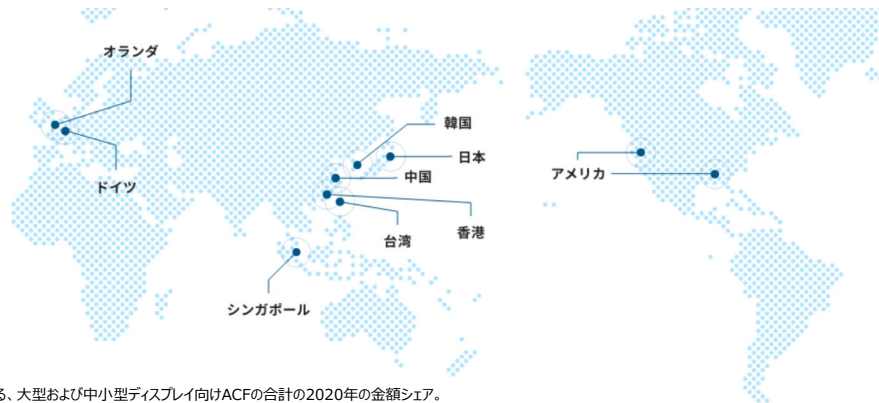 オランダ
韓国
日本
中国
アメリカ
ドイツ
香港
台湾
シンガポール
る、大型および中小型ディスプレイ向けACFの合計の2020年の金額シェア。